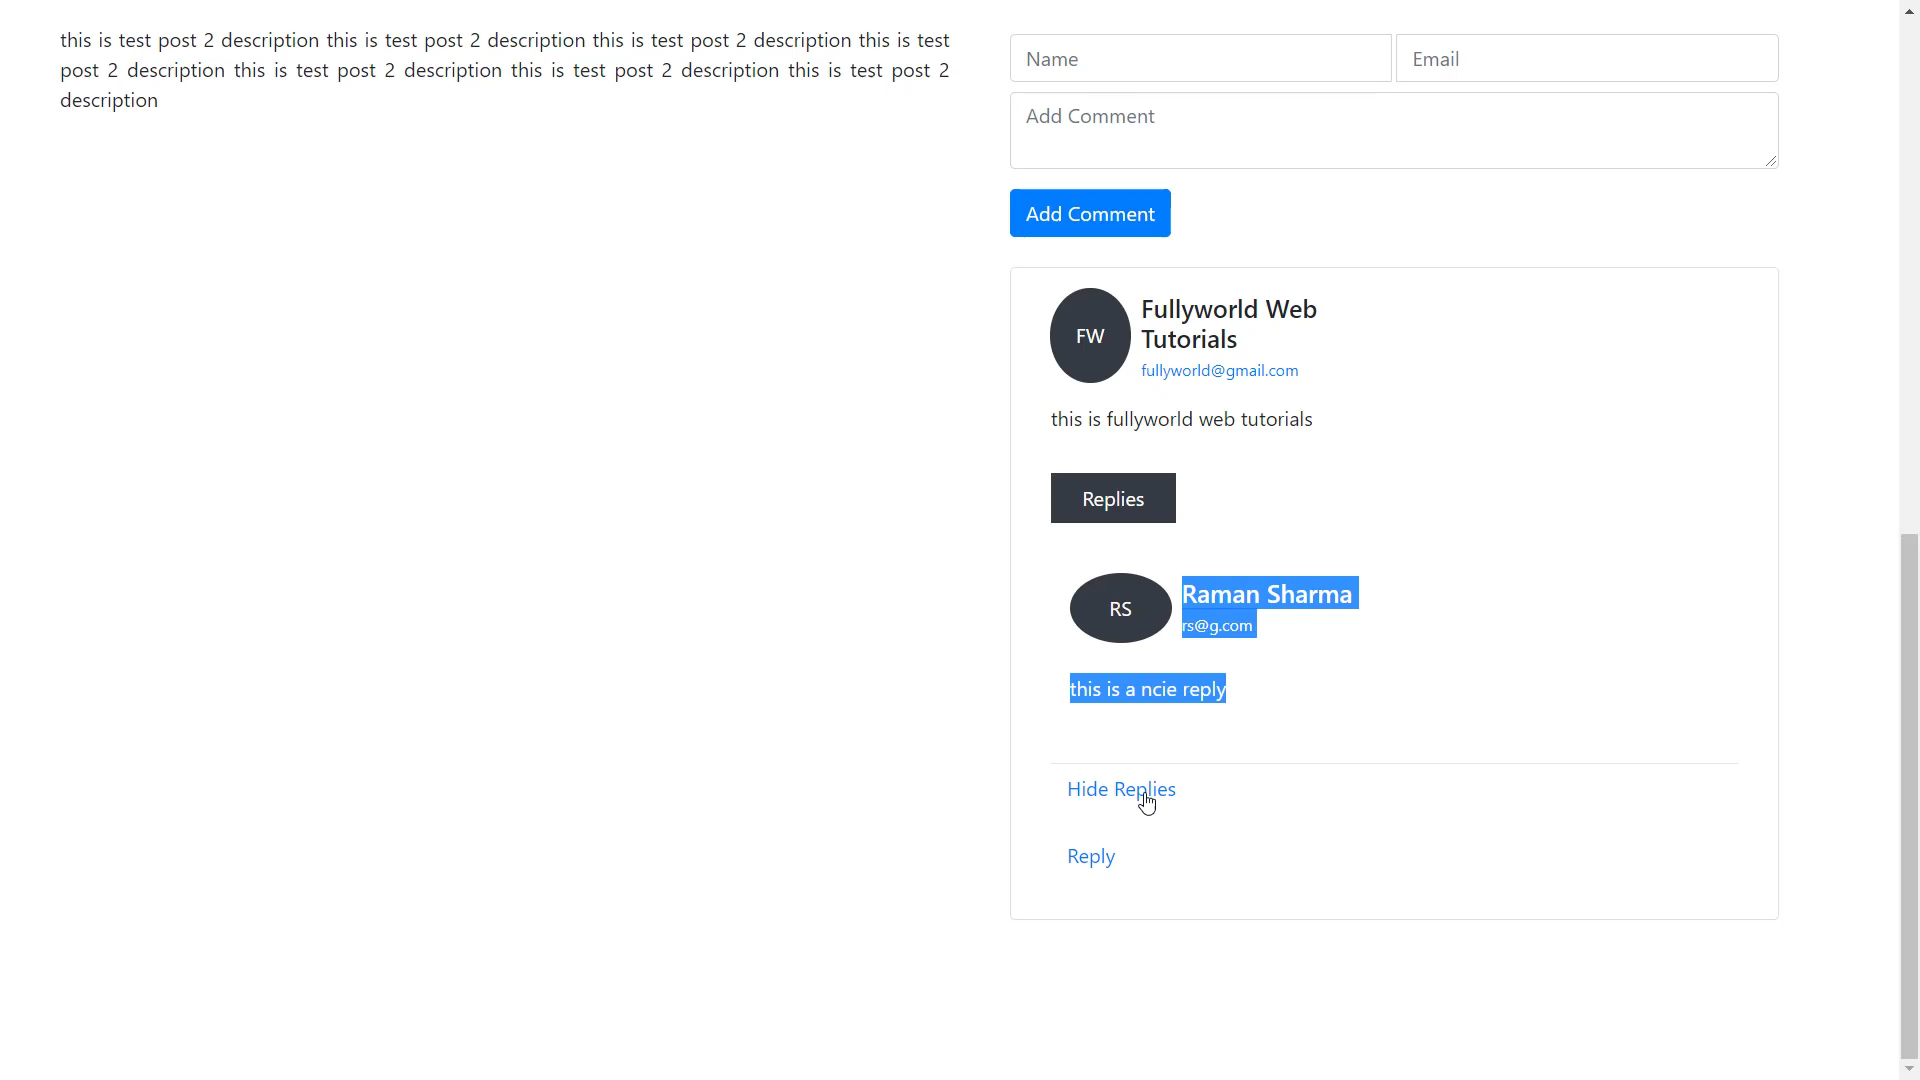 this is test post 2 description this is test post 2 description this is test post 2 description this is test
post 2 description this is test post 2 description this is test post 2 description this is test post 2
description
Name
Email
Add Comment
Add Comment
FW
Fullyworld Web
Tutorials
fullyworld@gmail.com
this is fullyworld web tutorials
Replies
RS
Raman Sharma
rs@g.com
this is a ncie reply
Hide Replies
Reply